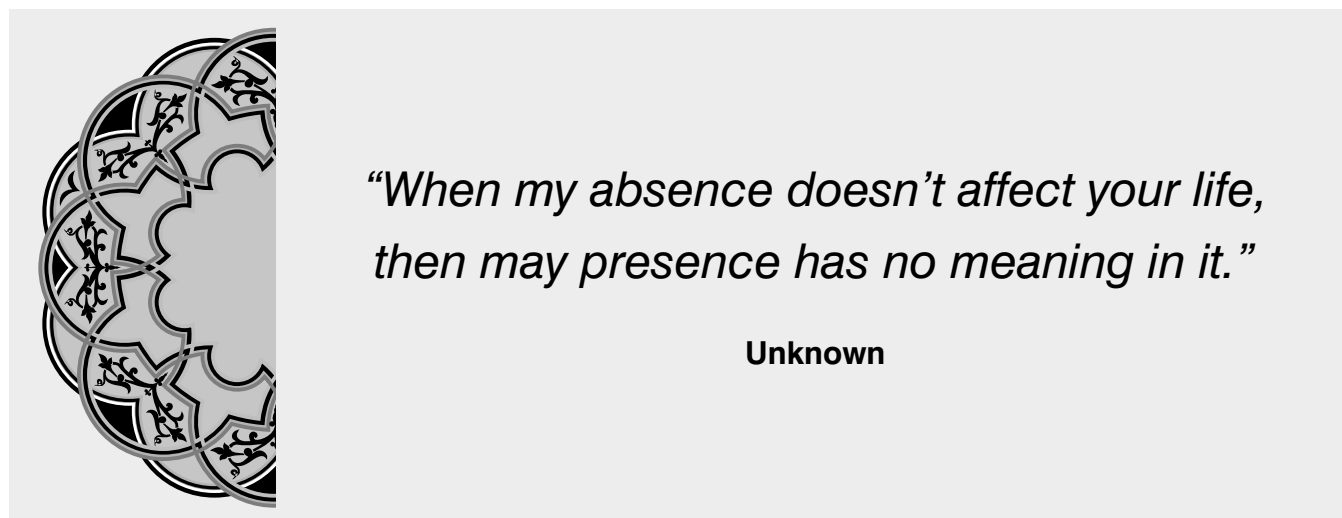 “When my absence doesn’t affect your life,
then may presence has no meaning in it.”
Unknown